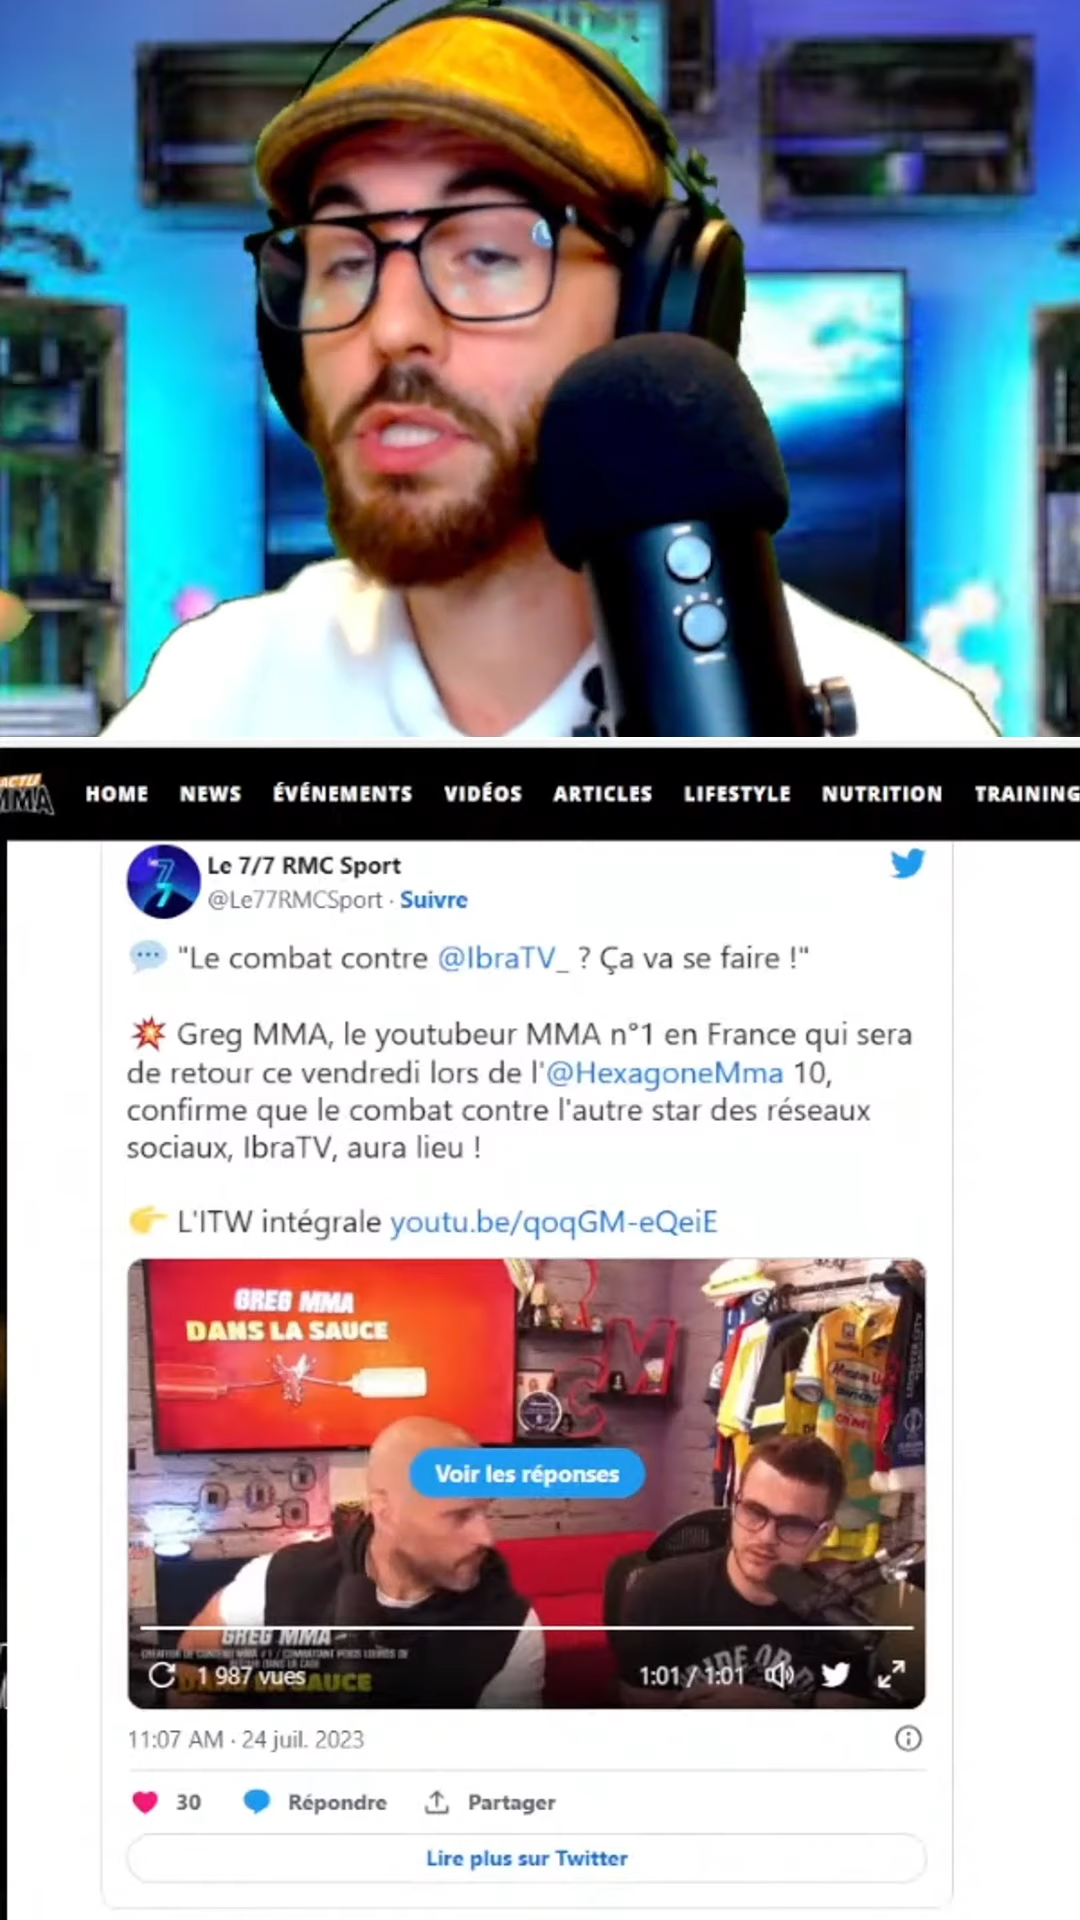 ACTU
MMA
HOME NEWS ÉVÉNEMENTS VIDÉOS ARTICLES LIFESTYLE NUTRITION TRAINING
Le 7/7 RMC Sport
@Le77RMCSport · Suivre
💬 "Le combat contre @IbraTV_ ? Ça va se faire !"
💥 Greg MMA, le youtubeur MMA n°1 en France qui sera
de retour ce vendredi lors de l'@HexagoneMma 10,
confirme que le combat contre l'autre star des réseaux
sociaux, IbraTV, aura lieu !
👉 L'ITW intégrale youtu.be/qoqGM-eQeiE
GREG MMA
DANS LA SAUCE
Voir les réponses
GREG MMA
1 987 vues
1:01 / 1:01
11:07 AM · 24 juil. 2023
30 Répondre Partager
Lire plus sur Twitter